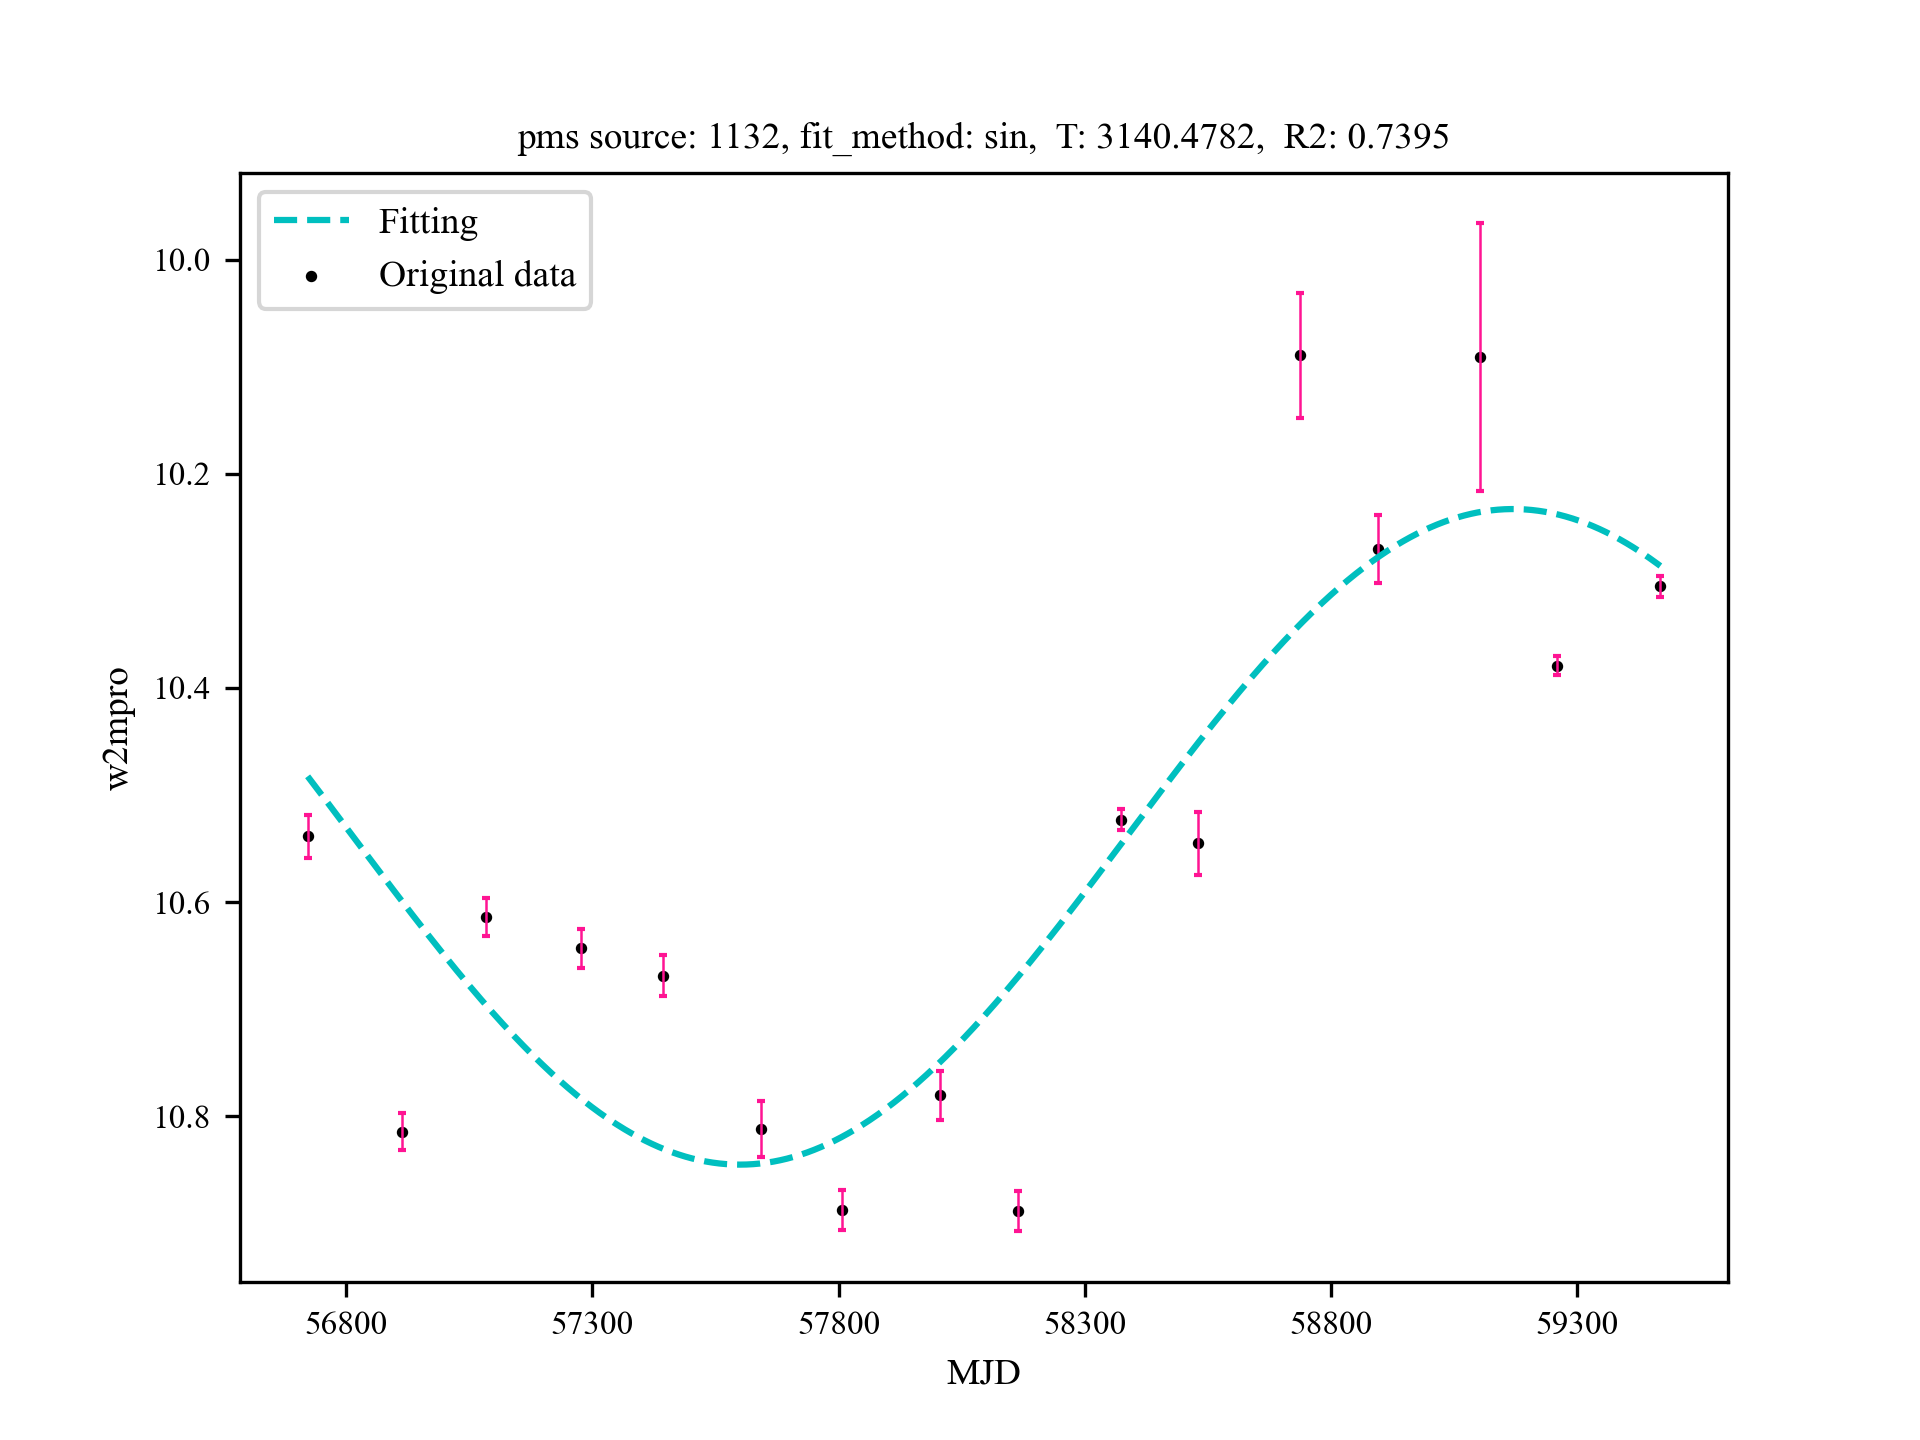 pms source: 1132, fit_method: sin,  T: 3140.4782,  R2: 0.7395
Fitting
Original data
10.0
10.2
10.4
10.6
10.8
w2mpro
56800 57300 57800 58300 58800 59300
MJD